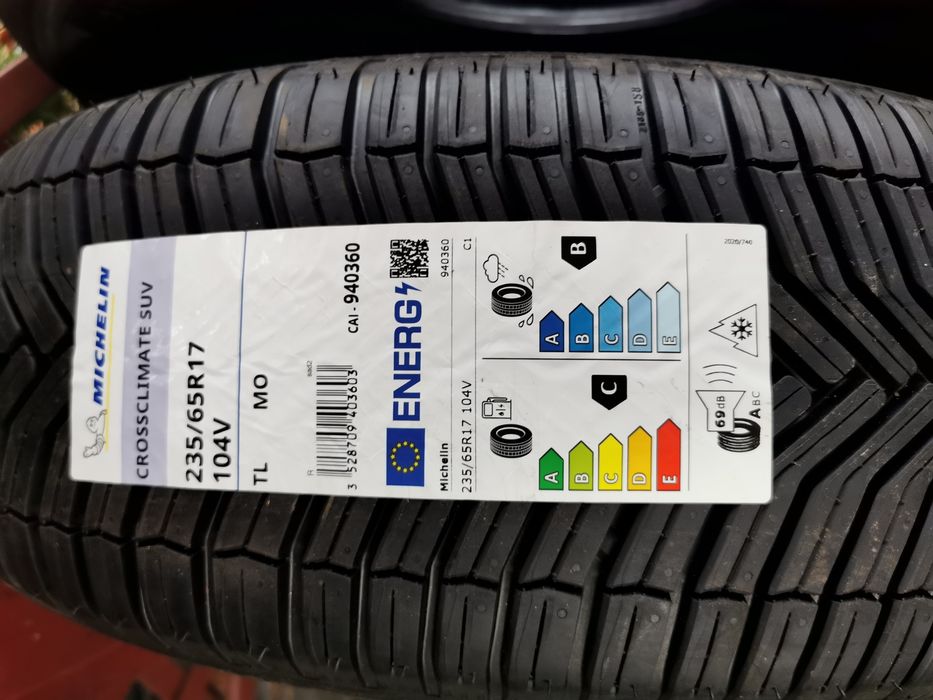 MICHELIN
CROSSCLIMATE SUV
235/65R17
104V
TL MO
CAI - 940360
3 528709 403603
ENERG
Michelin
940360
235/65R17 104V
C1
C
A
B
C
D
E
B
A
B
C
D
E
69 dB
ABC
2020/740